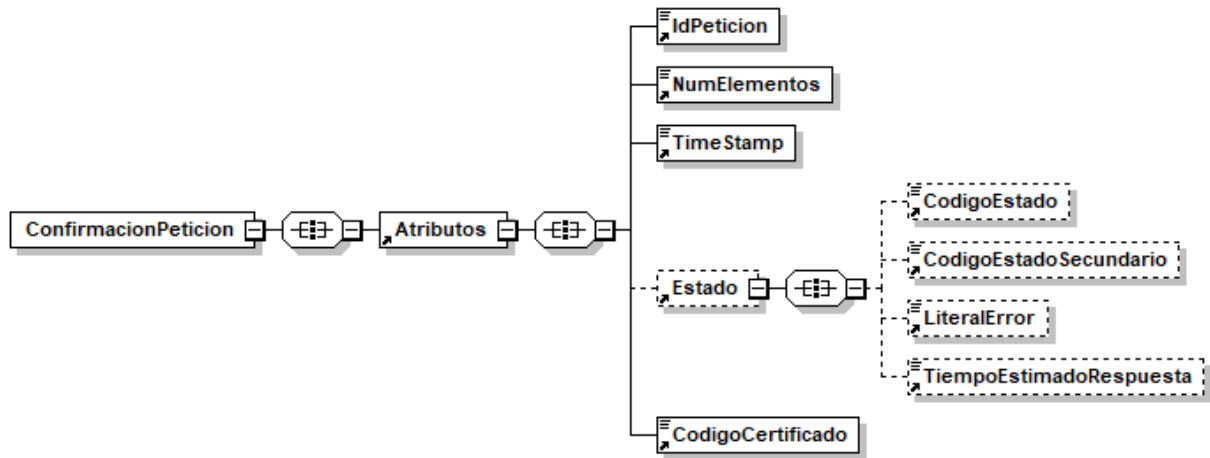 IdPeticion
NumElementos
TimeStamp
ConfirmacionPeticion
Atributos
Estado
CodigoEstado
CodigoEstadoSecundario
LiteralError
TiempoEstimadoRespuesta
CodigoCertificado